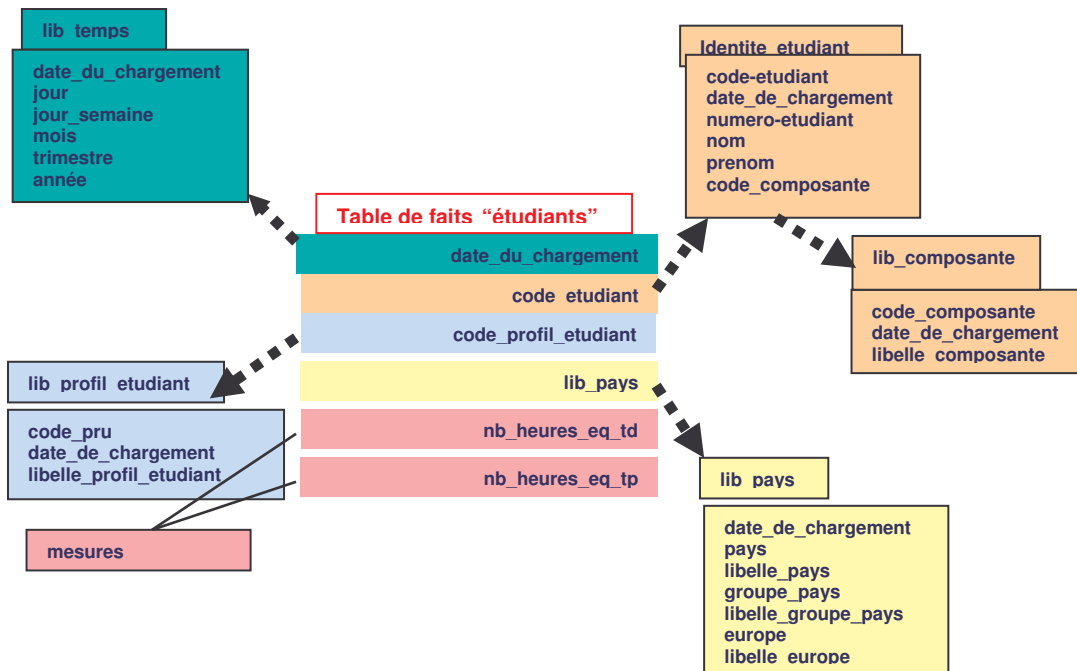 lib_temps
date_du_chargement
jour
jour_semaine
mois
trimestre
année
Identite_etudiant
code-etudiant
date_de_chargement
numero-etudiant
nom
prenom
code_composante
Table de faits “étudiants”
date_du_chargement
code_etudiant
code_profil_etudiant
lib_pays
nb_heures_eq_td
nb_heures_eq_tp
lib_composante
code_composante
date_de_chargement
libelle_composante
lib_profil_etudiant
code_pru
date_de_chargement
libelle_profil_etudiant
mesures
lib_pays
date_de_chargement
pays
libelle_pays
groupe_pays
libelle_groupe_pays
europe
libelle_europe